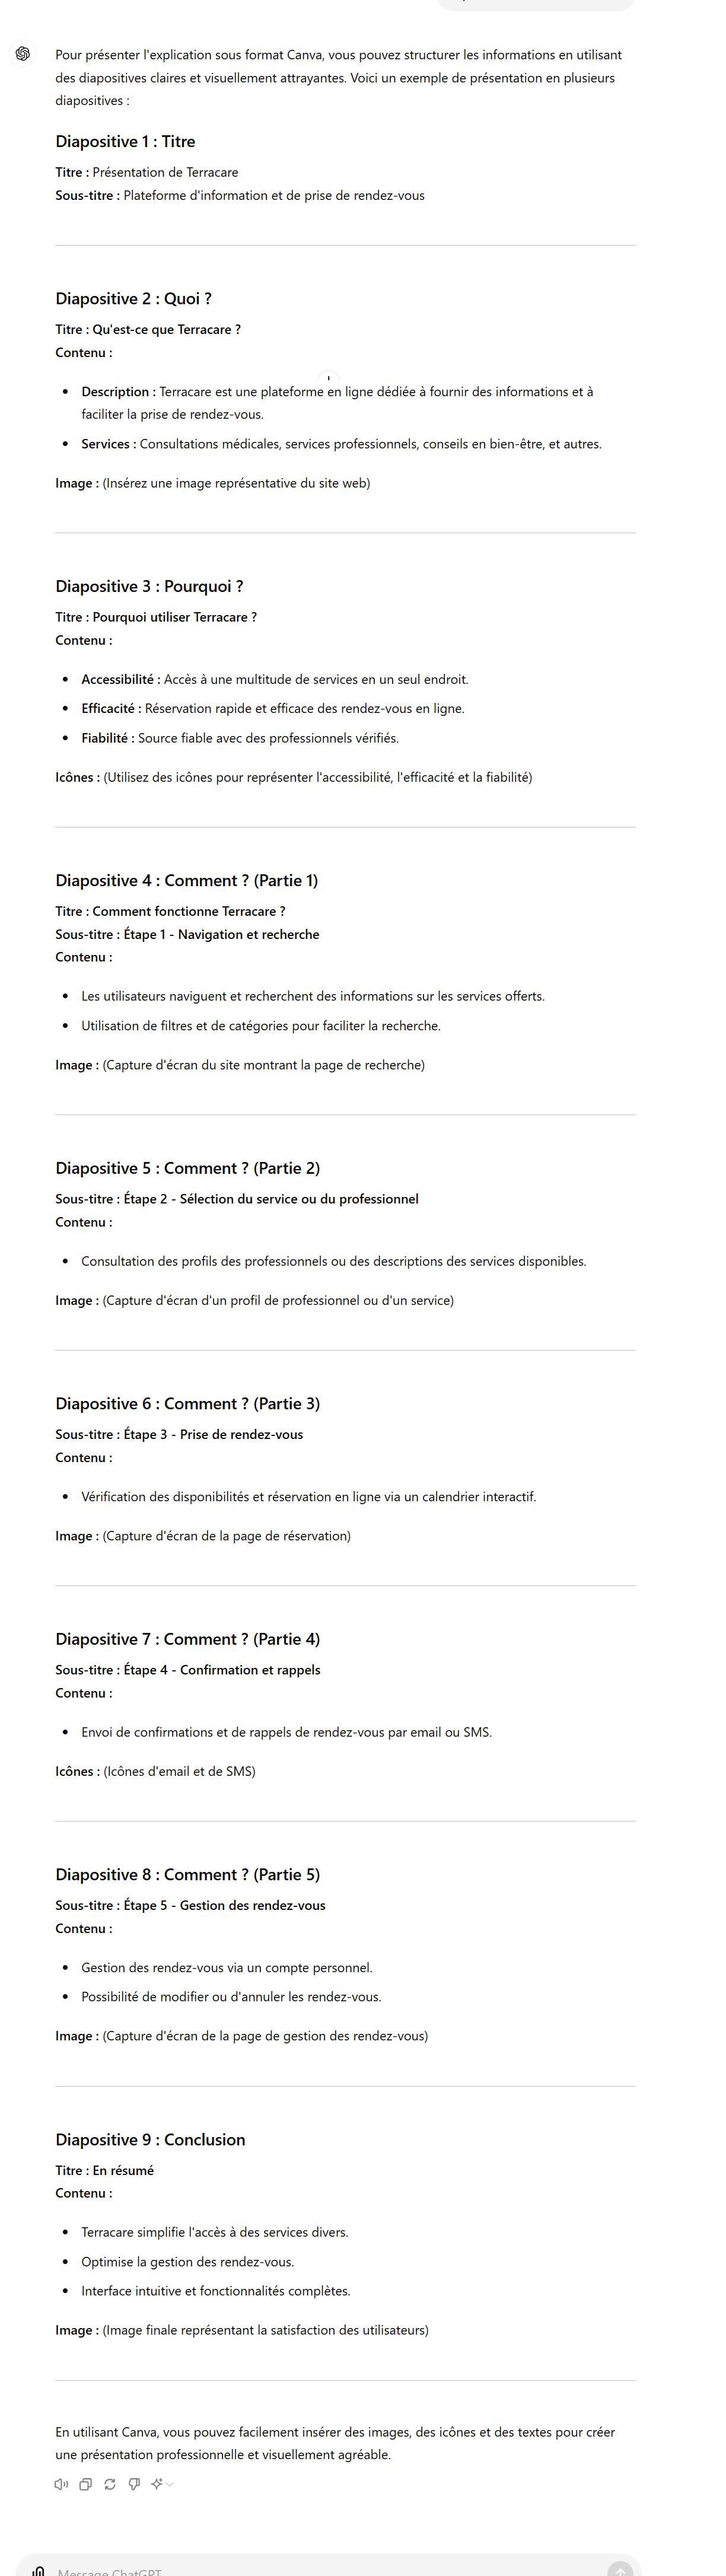 Pour présenter l'explication sous format Canva, vous pouvez structurer les informations en utilisant
des diapositives claires et visuellement attrayantes. Voici un exemple de présentation en plusieurs
diapositives :
Diapositive 1 : Titre
Titre : Présentation de Terracare
Sous-titre : Plateforme d'information et de prise de rendez-vous
Diapositive 2 : Quoi ?
Titre : Qu'est-ce que Terracare ?
Contenu :
• Description : Terracare est une plateforme en ligne dédiée à fournir des informations et à
faciliter la prise de rendez-vous.
• Services : Consultations médicales, services professionnels, conseils en bien-être, et autres.
Image : (Insérez une image représentative du site web)
Diapositive 3 : Pourquoi ?
Titre : Pourquoi utiliser Terracare ?
Contenu :
• Accessibilité : Accès à une multitude de services en un seul endroit.
• Efficacité : Réservation rapide et efficace des rendez-vous en ligne.
• Fiabilité : Source fiable avec des professionnels vérifiés.
Icônes : (Utilisez des icônes pour représenter l'accessibilité, l'efficacité et la fiabilité)
Diapositive 4 : Comment ? (Partie 1)
Titre : Comment fonctionne Terracare ?
Sous-titre : Étape 1 - Navigation et recherche
Contenu :
• Les utilisateurs naviguent et recherchent des informations sur les services offerts.
• Utilisation de filtres et de catégories pour faciliter la recherche.
Image : (Capture d'écran du site montrant la page de recherche)
Diapositive 5 : Comment ? (Partie 2)
Sous-titre : Étape 2 - Sélection du service ou du professionnel
Contenu :
• Consultation des profils des professionnels ou des descriptions des services disponibles.
Image : (Capture d'écran d'un profil de professionnel ou d'un service)
Diapositive 6 : Comment ? (Partie 3)
Sous-titre : Étape 3 - Prise de rendez-vous
Contenu :
• Vérification des disponibilités et réservation en ligne via un calendrier interactif.
Image : (Capture d'écran de la page de réservation)
Diapositive 7 : Comment ? (Partie 4)
Sous-titre : Étape 4 - Confirmation et rappels
Contenu :
• Envoi de confirmations et de rappels de rendez-vous par email ou SMS.
Icônes : (Icônes d'email et de SMS)
Diapositive 8 : Comment ? (Partie 5)
Sous-titre : Étape 5 - Gestion des rendez-vous
Contenu :
• Gestion des rendez-vous via un compte personnel.
• Possibilité de modifier ou d'annuler les rendez-vous.
Image : (Capture d'écran de la page de gestion des rendez-vous)
Diapositive 9 : Conclusion
Titre : En résumé
Contenu :
• Terracare simplifie l'accès à des services divers.
• Optimise la gestion des rendez-vous.
• Interface intuitive et fonctionnalités complètes.
Image : (Image finale représentant la satisfaction des utilisateurs)
En utilisant Canva, vous pouvez facilement insérer des images, des icônes et des textes pour créer
une présentation professionnelle et visuellement agréable.
Message ChatGPT